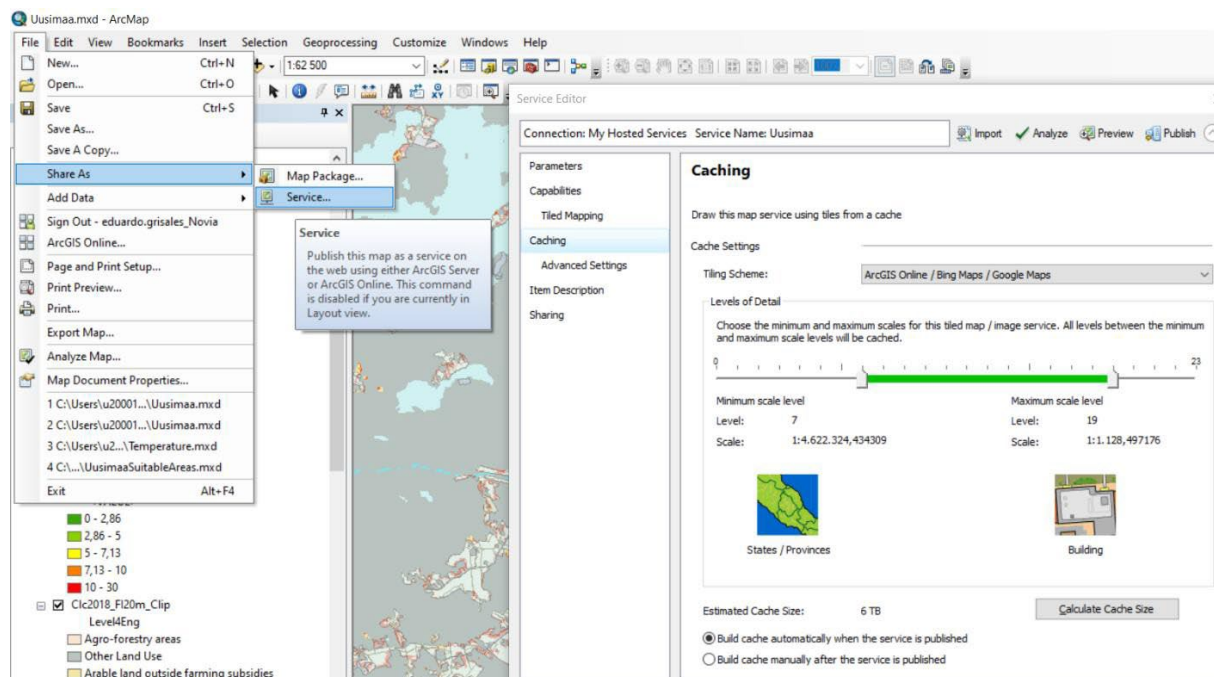 Uusimaa.mxd - ArcMap
File Edit View Bookmarks Insert Selection Geoprocessing Customize Windows Help
1:62 500
New... Ctrl+N
Open... Ctrl+O
Save Ctrl+S
Save As...
Save A Copy...
Share As
Add Data
Sign Out - eduardo.grisales_Novia
ArcGIS Online...
Page and Print Setup...
Print Preview...
Print...
Export Map...
Analyze Map...
Map Document Properties...
1 C:\Users\u20001...\Uusimaa.mxd
2 C:\Users\u20001...\Uusimaa.mxd
3 C:\Users\u2...\Temperature.mxd
4 C:\...\UusimaaSuitableAreas.mxd
Exit Alt+F4
Map Package...
Service...
Service
Publish this map as a service on
the web using either ArcGIS Server
or ArcGIS Online. This command
is disabled if you are currently in
Layout view.
0 - 2,86
2,86 - 5
5 - 7,13
7,13 - 10
10 - 30
Clc2018_FI20m_Clip
Level4Eng
Agro-forestry areas
Other Land Use
Arable land outside farming subsidies
Service Editor
Connection: My Hosted Services Service Name: Uusimaa
Import Analyze Preview Publish
Parameters
Capabilities
Tiled Mapping
Caching
Advanced Settings
Item Description
Sharing
Caching
Draw this map service using tiles from a cache
Cache Settings
Tiling Scheme: ArcGIS Online / Bing Maps / Google Maps
Levels of Detail
Choose the minimum and maximum scales for this tiled map / image service. All levels between the minimum
and maximum scale levels will be cached.
0 23
Minimum scale level Maximum scale level
Level: 7 Level: 19
Scale: 1:4.622.324,434309 Scale: 1:1.128,497176
States / Provinces Building
Estimated Cache Size: 6 TB Calculate Cache Size
Build cache automatically when the service is published
Build cache manually after the service is published